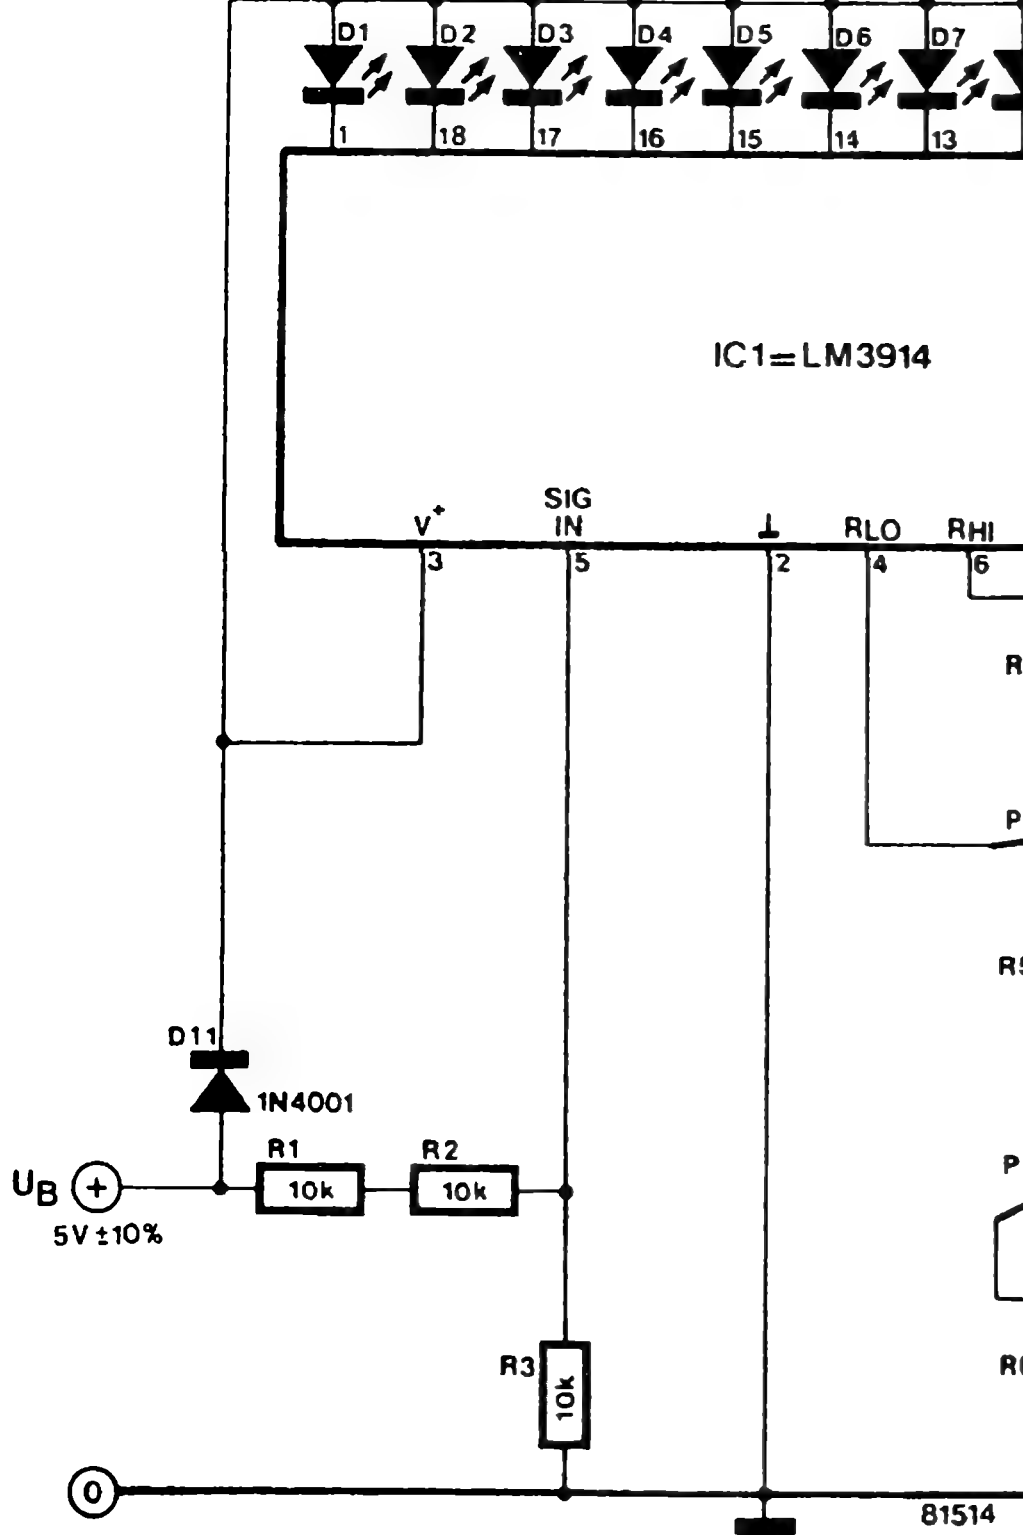 D1 D2 D3 D4 D5 D6 D7
1 18 17 16 15 14 13
IC1=LM3914
V+ SIG IN ⊥ RLO RHI
3 5 2 4 6
R
P
R5
D11
1N4001
R1 R2
UB + 10k 10k
5V ±10%
P
R3 10k
R6
0
81514